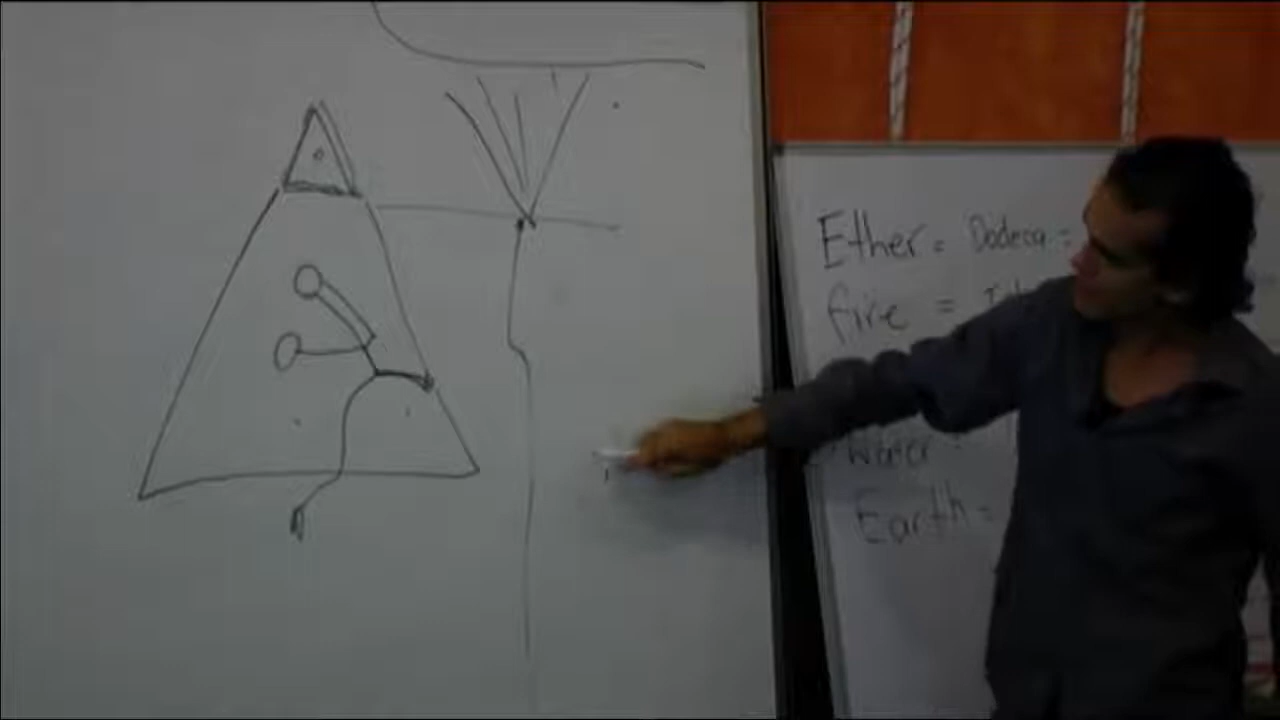 Ether = Dodeca =
fire =
Water =
Earth =